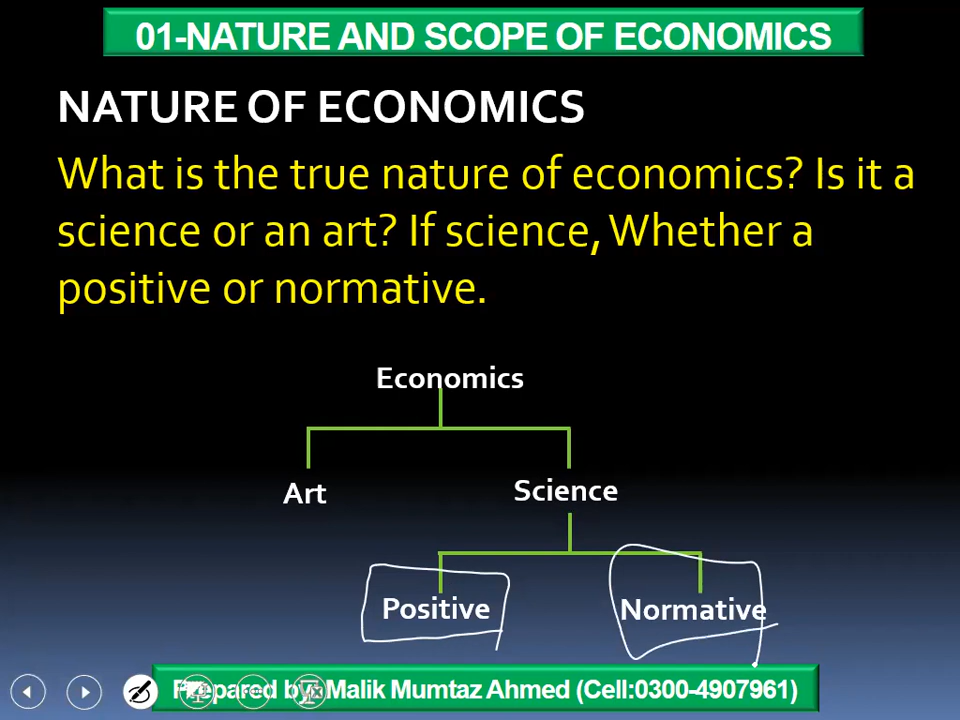 01-NATURE AND SCOPE OF ECONOMICS
NATURE OF ECONOMICS
What is the true nature of economics? Is it a
science or an art? If science, Whether a
positive or normative.
Economics
Art
Science
Positive
Normative
Prepared by: Malik Mumtaz Ahmed (Cell:0300-4907961)